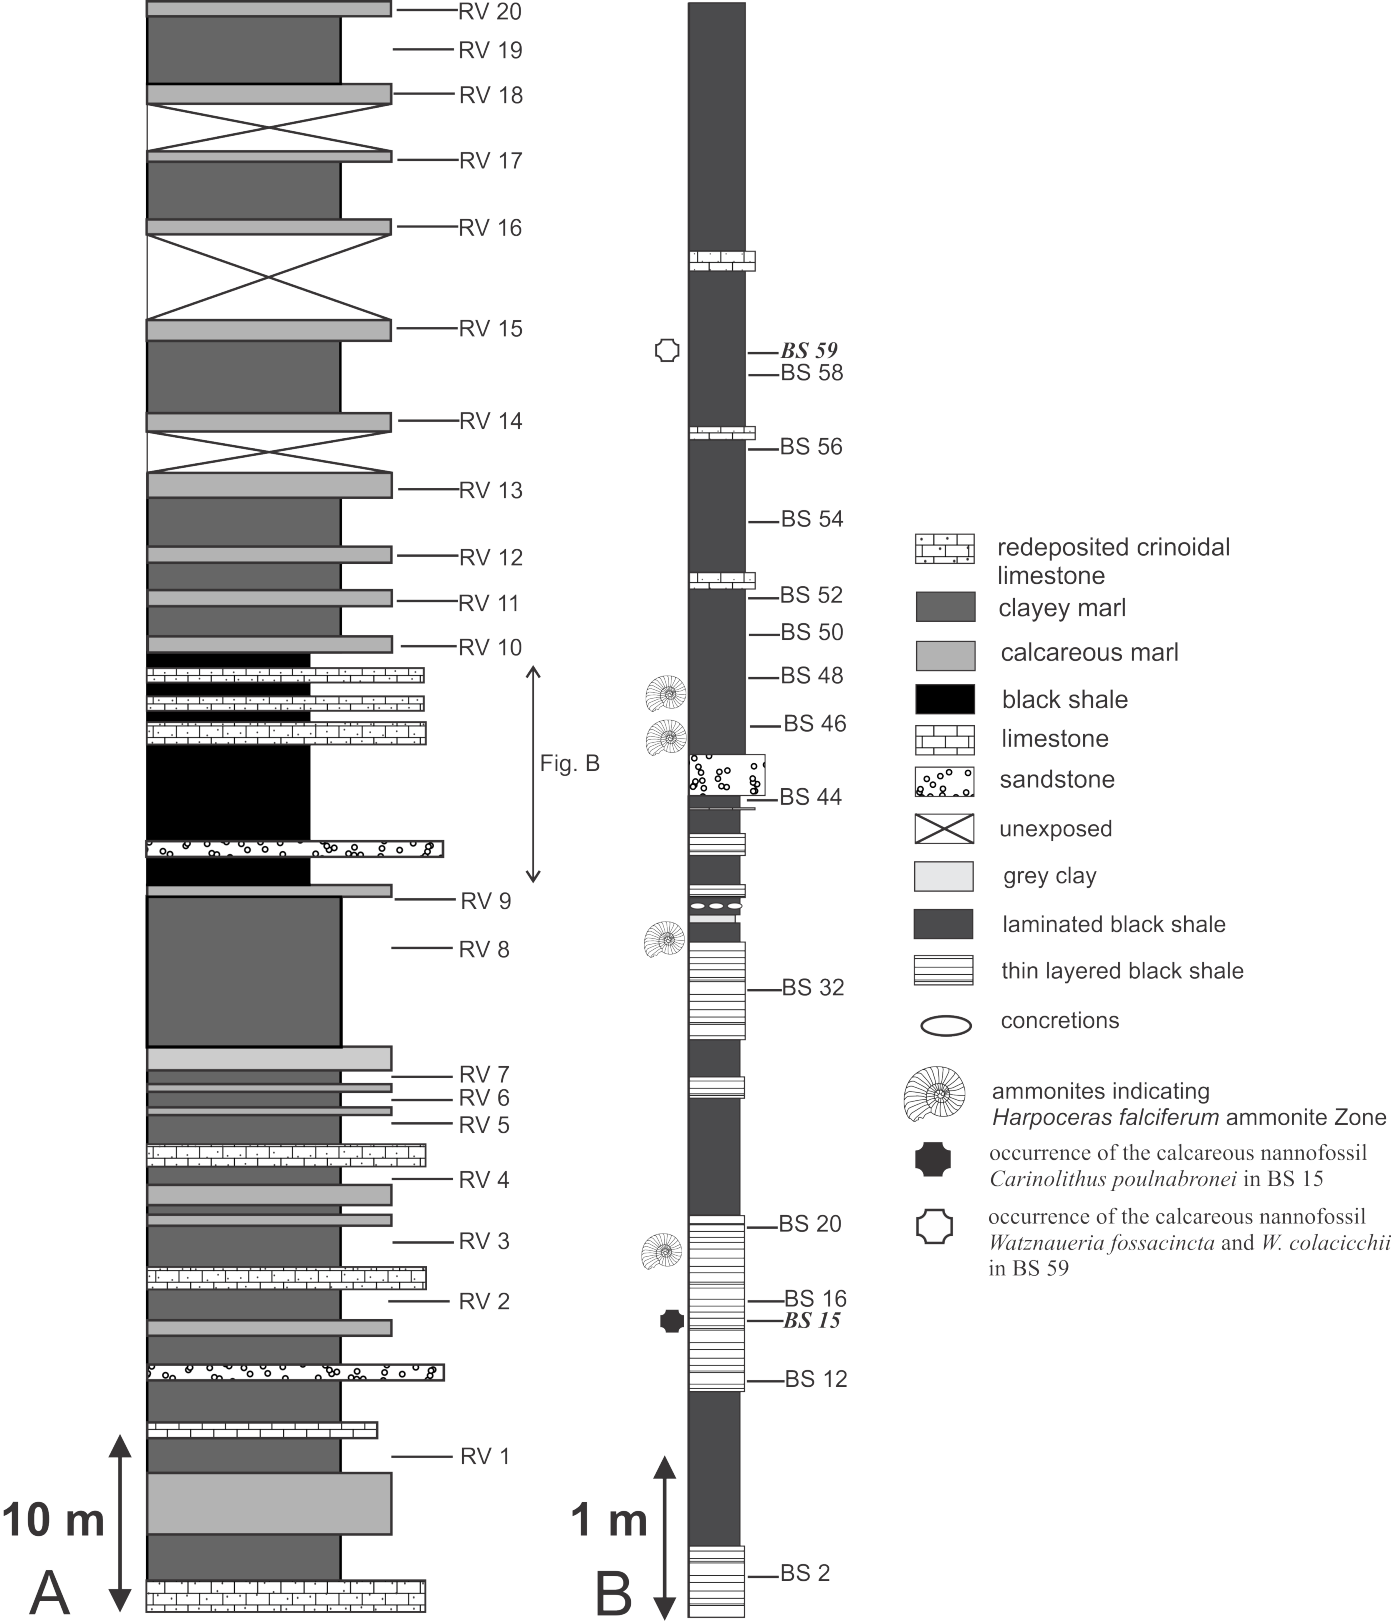 RV 20
RV 19
RV 18
RV 17
RV 16
RV 15
RV 14
RV 13
RV 12
RV 11
RV 10
Fig. B
RV 9
RV 8
RV 7
RV 6
RV 5
RV 4
RV 3
RV 2
RV 1
10 m
A
BS 59
BS 58
BS 56
BS 54
BS 52
BS 50
BS 48
BS 46
BS 44
BS 32
BS 20
BS 16
BS 15
BS 12
BS 2
1 m
B
redeposited crinoidal
limestone
clayey marl
calcareous marl
black shale
limestone
sandstone
unexposed
grey clay
laminated black shale
thin layered black shale
concretions
ammonites indicating
Harpoceras falciferum ammonite Zone
occurrence of the calcareous nannofossil
Carinolithus poulnabronei in BS 15
occurrence of the calcareous nannofossil
Watznaueria fossacincta and W. colacicchii
in BS 59